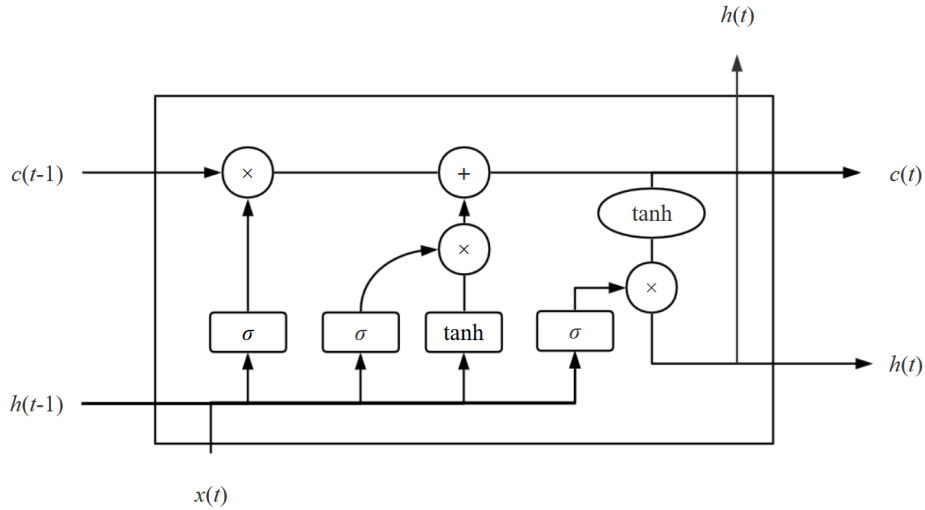 h(t)
c(t-1)
×
+
c(t)
tanh
×
×
σ
σ
tanh
σ
h(t)
h(t-1)
x(t)